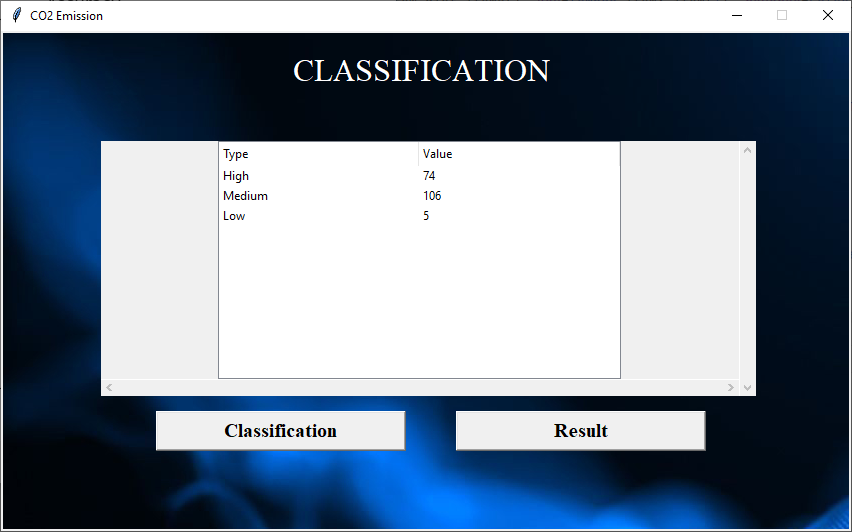 CO2 Emission
CLASSIFICATION
Type Value
High 74
Medium 106
Low 5
Classification Result